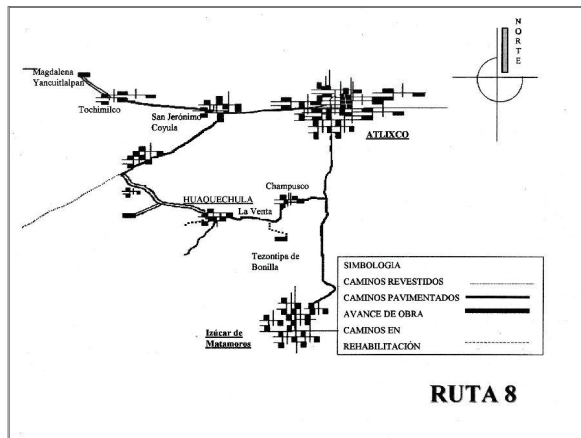 NORTE
Magdalena
Yancuitlalpan
Tochimilco
San Jerónimo
Coyula
ATLIXCO
HUAQUECHULA
La Venta
Champusco
Tezontipa de
Bonilla
Izúcar de
Matamoros
SIMBOLOGIA
CAMINOS REVESTIDOS
CAMINOS PAVIMENTADOS
AVANCE DE OBRA
CAMINOS EN
REHABILITACIÓN
RUTA 8